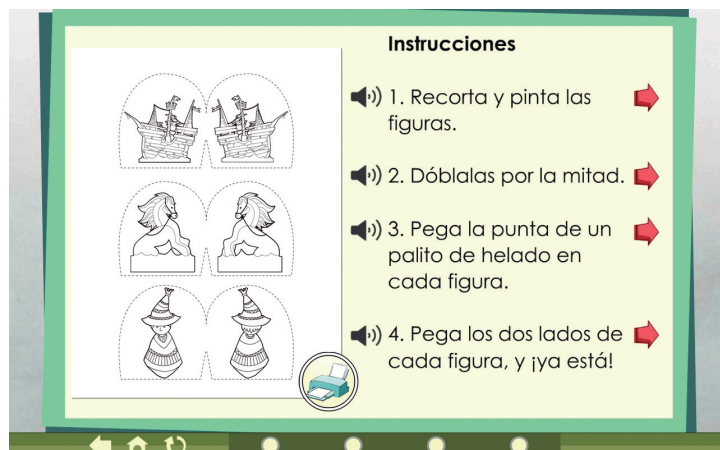 Instrucciones
1. Recorta y pinta las
figuras.
2. Dóblalas por la mitad.
3. Pega la punta de un
palito de helado en
cada figura.
4. Pega los dos lados de
cada figura, y ¡ya está!